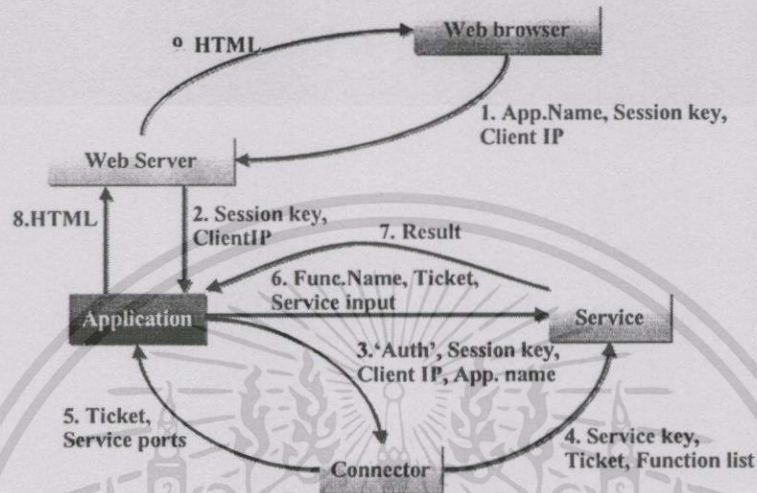 9. HTML
Web browser
1. App.Name, Session key,
Client IP
Web Server
8.HTML
2. Session key,
ClientIP
7. Result
6. Func.Name, Ticket,
Service input
Application
Service
3.‘Auth’, Session key,
Client IP, App. name
5. Ticket,
Service ports
4. Service key,
Ticket, Function list
Connector